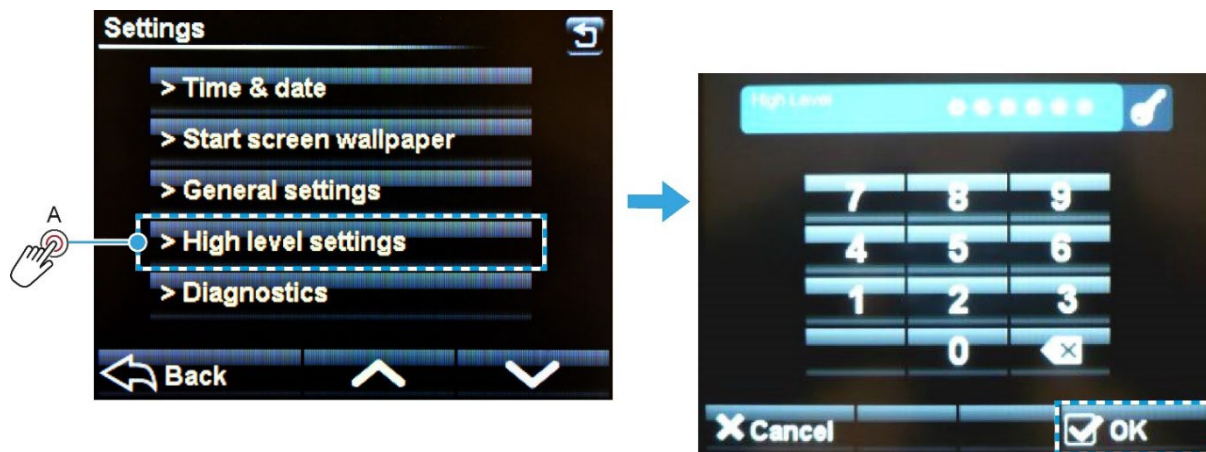 Settings
> Time & date
> Start screen wallpaper
> General settings
A
> High level settings
> Diagnostics
Back
High Level
7 8 9
4 5 6
1 2 3
0
Cancel
OK